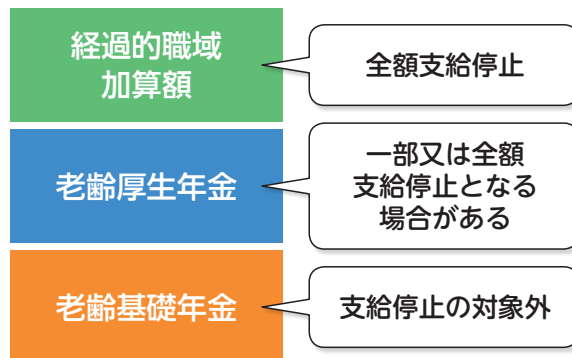 経過的職域
加算額
全額支給停止
老齢厚生年金
一部又は全額
支給停止となる
場合がある
老齢基礎年金
支給停止の対象外